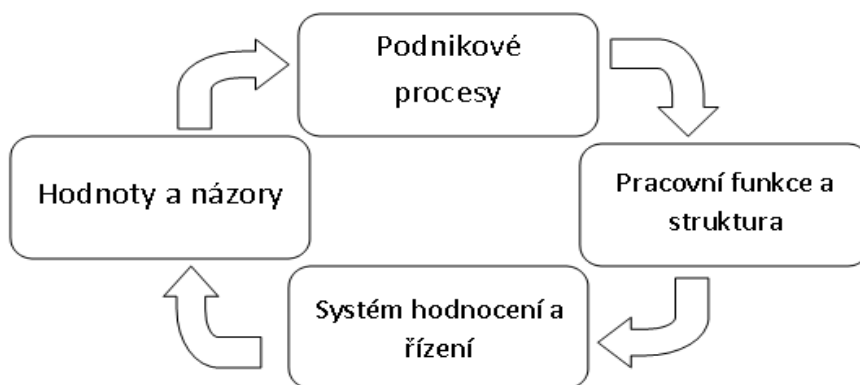 Podnikové
procesy
Hodnoty a názory
Pracovní funkce a
struktura
Systém hodnocení a
řízení